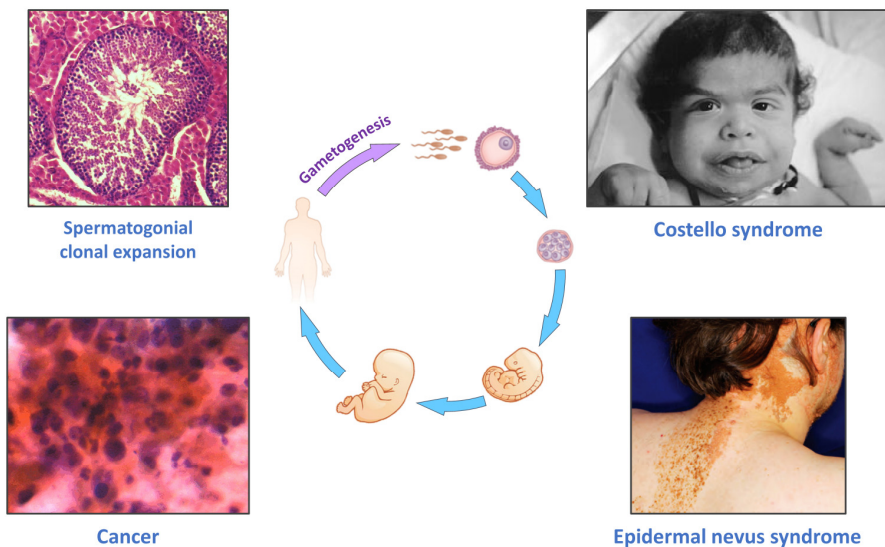 Gametogenesis
Spermatogonial
clonal expansion
Costello syndrome
Cancer
Epidermal nevus syndrome